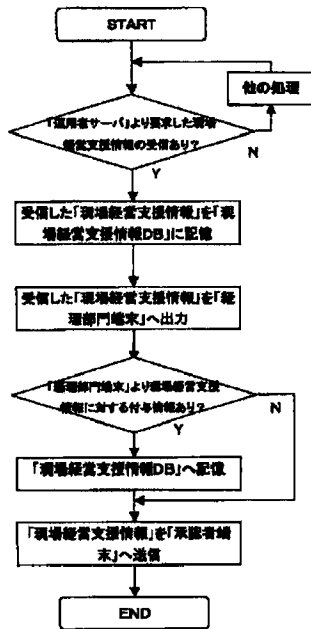 START
他の処理
「運用者サーバ」より要求した現場
経営支援情報の受信あり？
N
Y
受信した「現場経営支援情報」を「現
場経営支援情報DB」に記憶
受信した「現場経営支援情報」を「経
理部門端末」へ出力
「経理部門端末」より現場経営支援
情報に対する付与情報あり？
N
Y
「現場経営支援情報DB」へ記憶
「現場経営支援情報」を「承認者端
末」へ送信
END